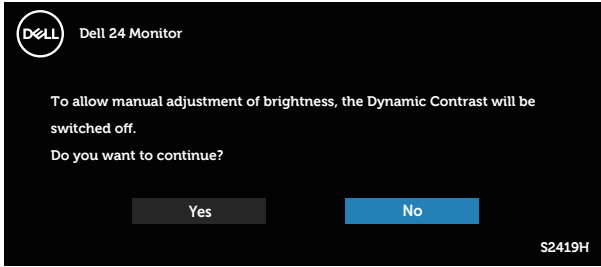 DELL
Dell 24 Monitor
To allow manual adjustment of brightness, the Dynamic Contrast will be
switched off.
Do you want to continue?
Yes No
S2419H